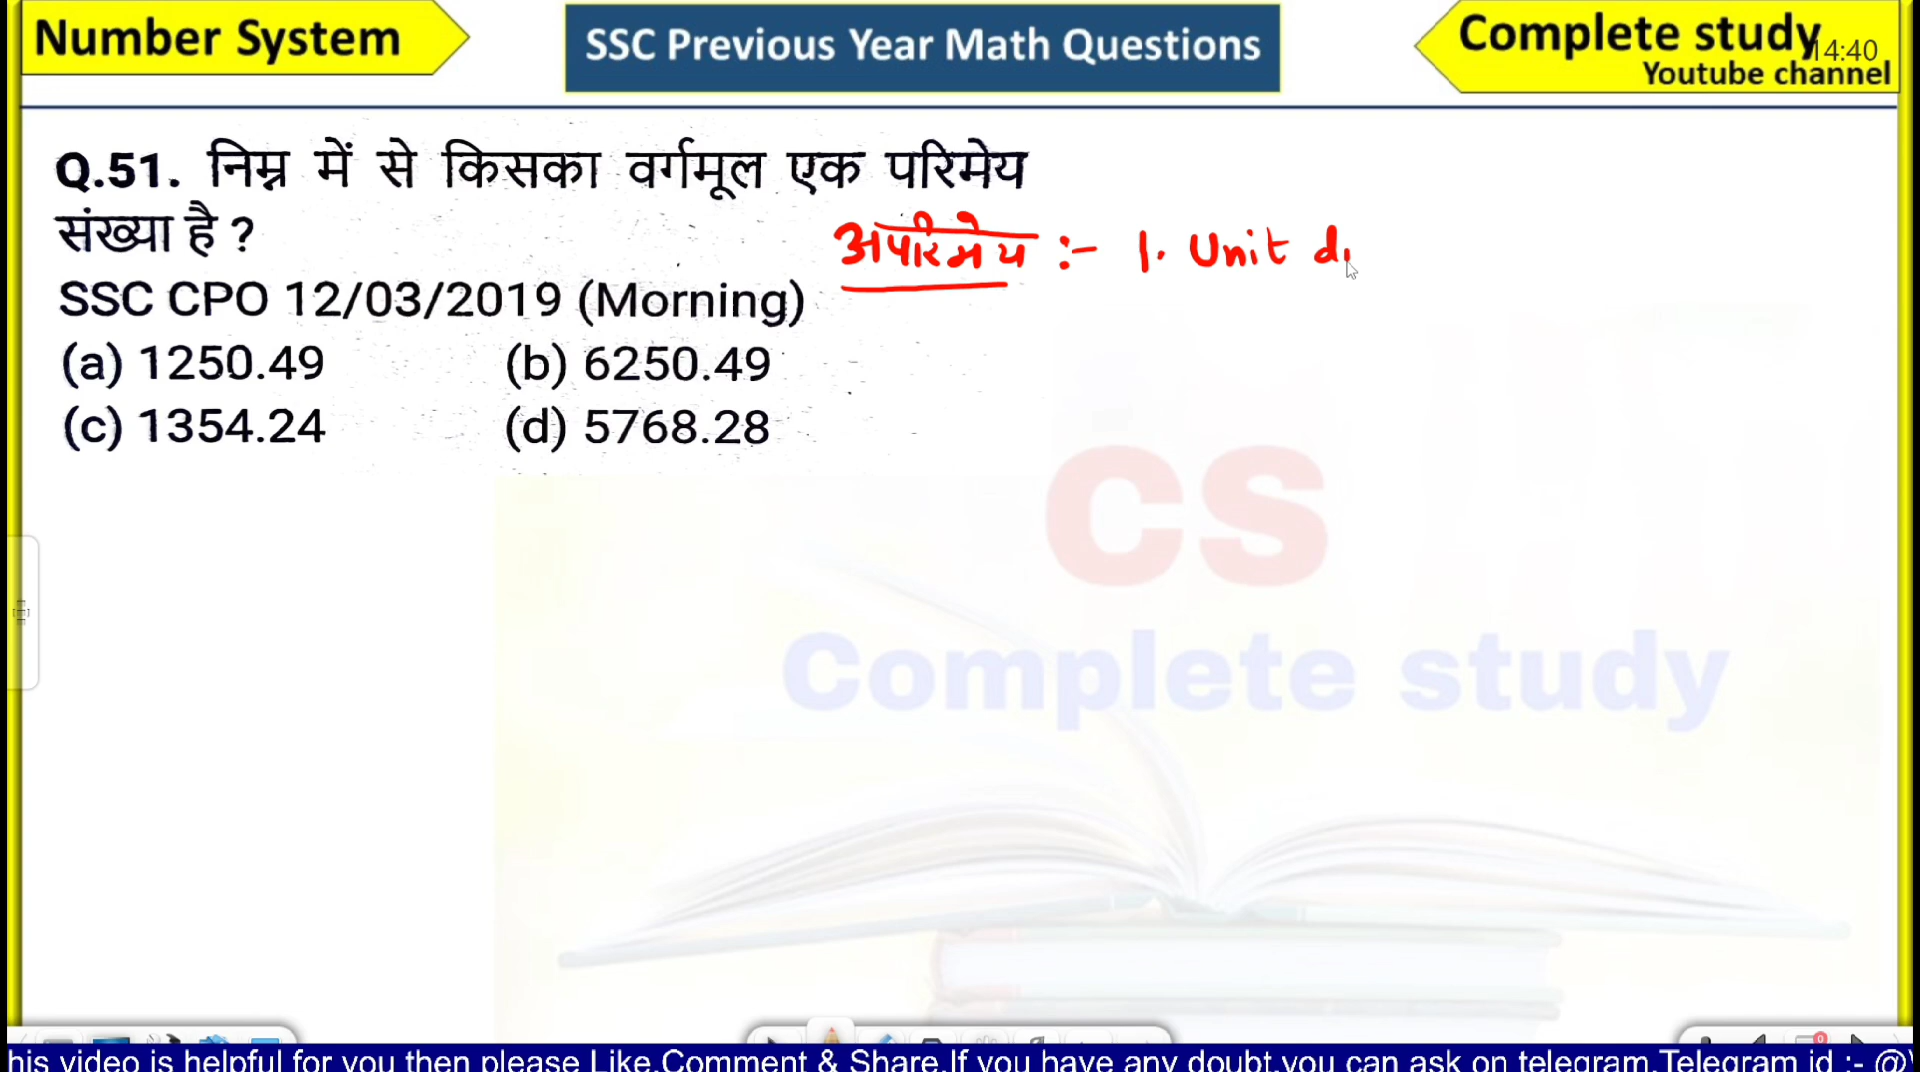 Number System
SSC Previous Year Math Questions
Complete study
14:40
Youtube channel
Q.51. निम्न में से किसका वर्गमूल एक परिमेय
संख्या है ?
अपरिमेय :- 1. Unit di
SSC CPO 12/03/2019 (Morning)
(a) 1250.49 (b) 6250.49
(c) 1354.24 (d) 5768.28
CS
Complete study
his video is helpful for you then please Like,Comment & Share.If you have any doubt,you can ask on telegram.Telegram id :- @